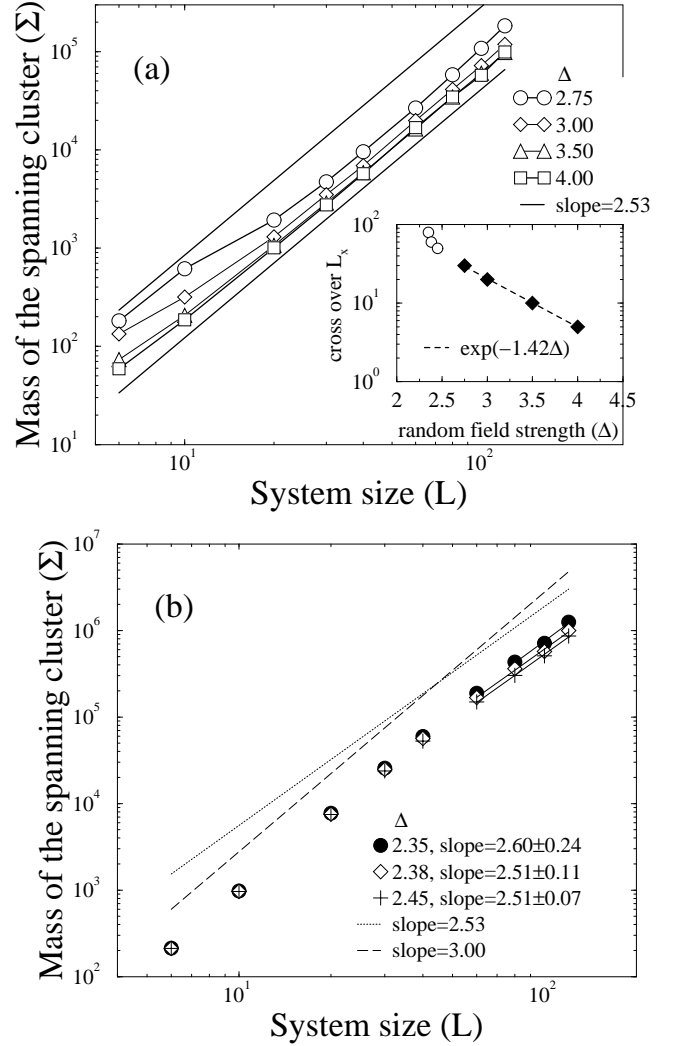 10^5
(a)
Δ
2.75
3.00
3.50
4.00
slope=2.53
10^4
10^3
10^2
10^1
Mass of the spanning cluster (Σ)
10^2
10^1
10^0
cross over L_x
exp(−1.42Δ)
2 2.5 3 3.5 4 4.5
random field strength (Δ)
10^1 10^2
System size (L)
10^7
(b)
10^6
10^5
10^4
10^3
10^2
Mass of the spanning cluster (Σ)
Δ
2.35, slope=2.60±0.24
2.38, slope=2.51±0.11
2.45, slope=2.51±0.07
slope=2.53
slope=3.00
10^1 10^2
System size (L)